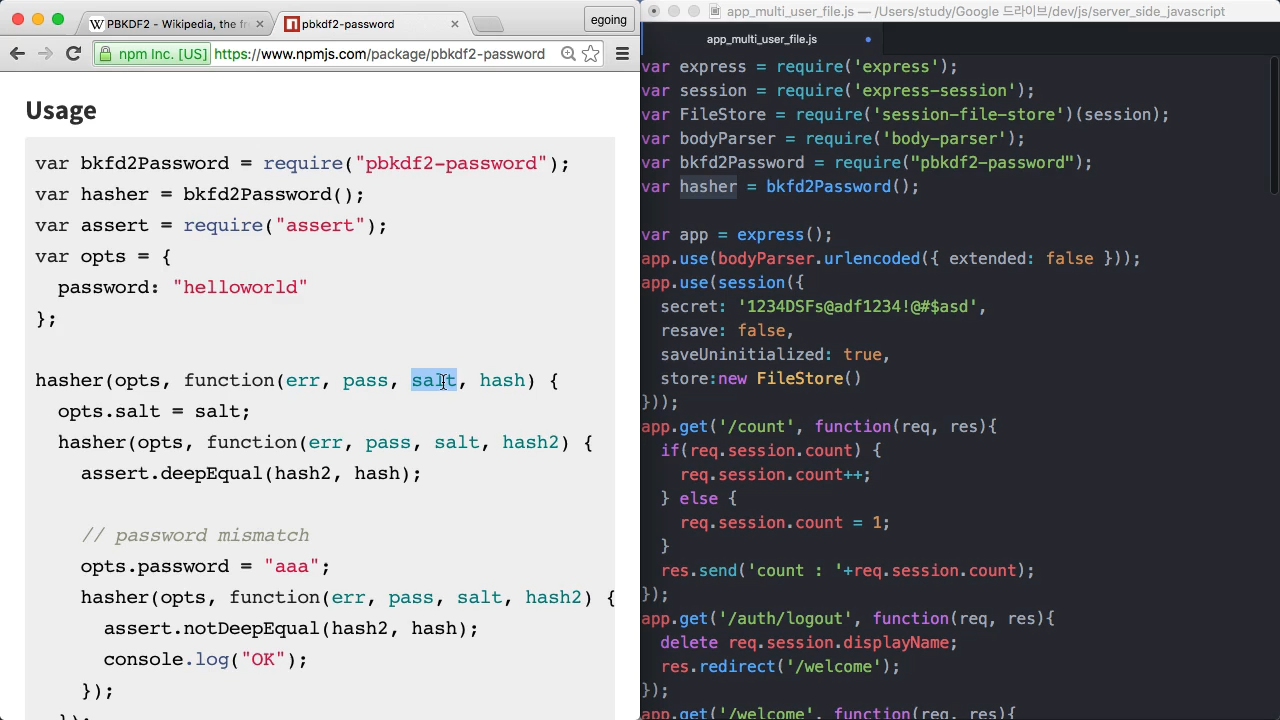 PBKDF2 - Wikipedia, the fr
pbkdf2-password
egoing
npm Inc. [US]
https://www.npmjs.com/package/pbkdf2-password
Usage
var bkfd2Password = require("pbkdf2-password");
var hasher = bkfd2Password();
var assert = require("assert");
var opts = {
password: "helloworld"
};
hasher(opts, function(err, pass, salt, hash) {
opts.salt = salt;
hasher(opts, function(err, pass, salt, hash2) {
assert.deepEqual(hash2, hash);
// password mismatch
opts.password = "aaa";
hasher(opts, function(err, pass, salt, hash2) {
assert.notDeepEqual(hash2, hash);
console.log("OK");
});
});
app_multi_user_file.js — /Users/study/Google 드라이브/dev/js/server_side_javascript
app_multi_user_file.js
var express = require('express');
var session = require('express-session');
var FileStore = require('session-file-store')(session);
var bodyParser = require('body-parser');
var bkfd2Password = require("pbkdf2-password");
var hasher = bkfd2Password();
var app = express();
app.use(bodyParser.urlencoded({ extended: false }));
app.use(session({
secret: '1234DSFs@adf1234!@#$asd',
resave: false,
saveUninitialized: true,
store:new FileStore()
}));
app.get('/count', function(req, res){
if(req.session.count) {
req.session.count++;
} else {
req.session.count = 1;
}
res.send('count : '+req.session.count);
});
app.get('/auth/logout', function(req, res){
delete req.session.displayName;
res.redirect('/welcome');
});
app.get('/welcome', function(req, res){